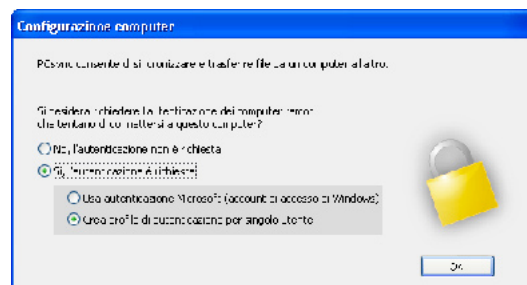 Configurazione computer
PCsync consente di sincronizzare e trasferire file da un computer all'altro.
Si desidera richiedere l'autenticazione dei computer remoti
che tentano di connettersi a questo computer?
No, l'autenticazione non è richiesta
Sì, l'autenticazione è richiesta
Usa autenticazione Microsoft (account di accesso di Windows)
Crea profilo di autenticazione per singolo utente
OK